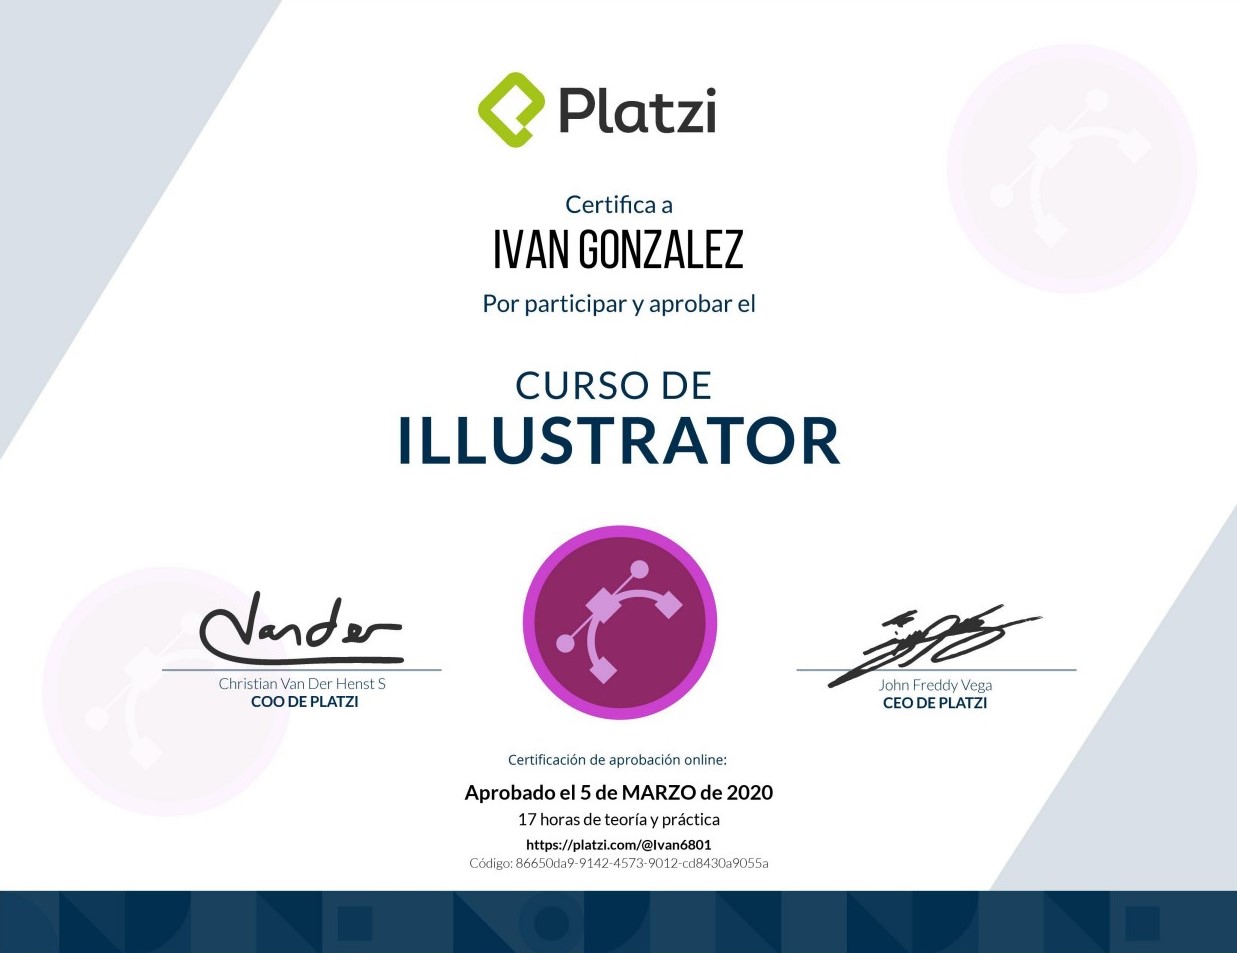 Platzi
Certifica a
IVAN GONZALEZ
Por participar y aprobar el
CURSO DE
ILLUSTRATOR
Vander
Christian Van Der Henst S
COO DE PLATZI
John Freddy Vega
CEO DE PLATZI
Certificación de aprobación online:
Aprobado el 5 de MARZO de 2020
17 horas de teoría y práctica
https://platzi.com/@Ivan6801
Código: 86650da9-9142-4573-9012-cd8430a9055a